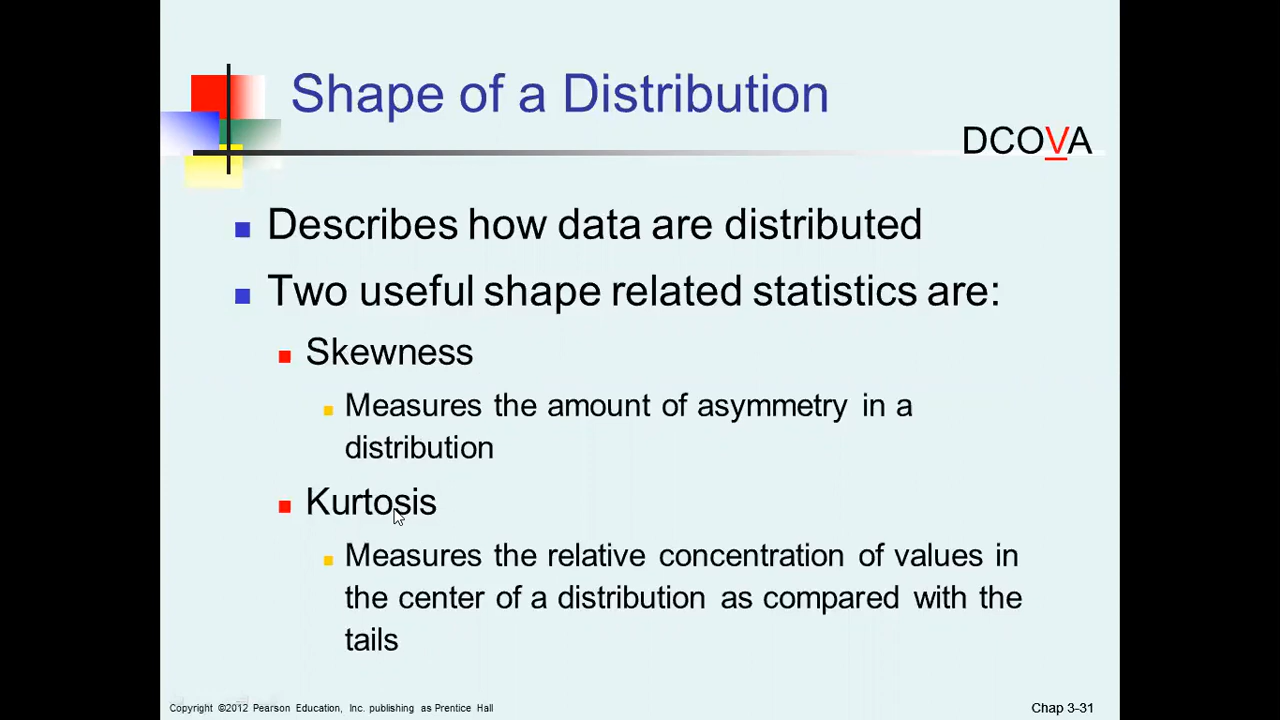 Shape of a Distribution
DCOVA
Describes how data are distributed
Two useful shape related statistics are:
Skewness
Measures the amount of asymmetry in a
distribution
Kurtosis
Measures the relative concentration of values in
the center of a distribution as compared with the
tails
Copyright ©2012 Pearson Education, Inc. publishing as Prentice Hall
Chap 3-31